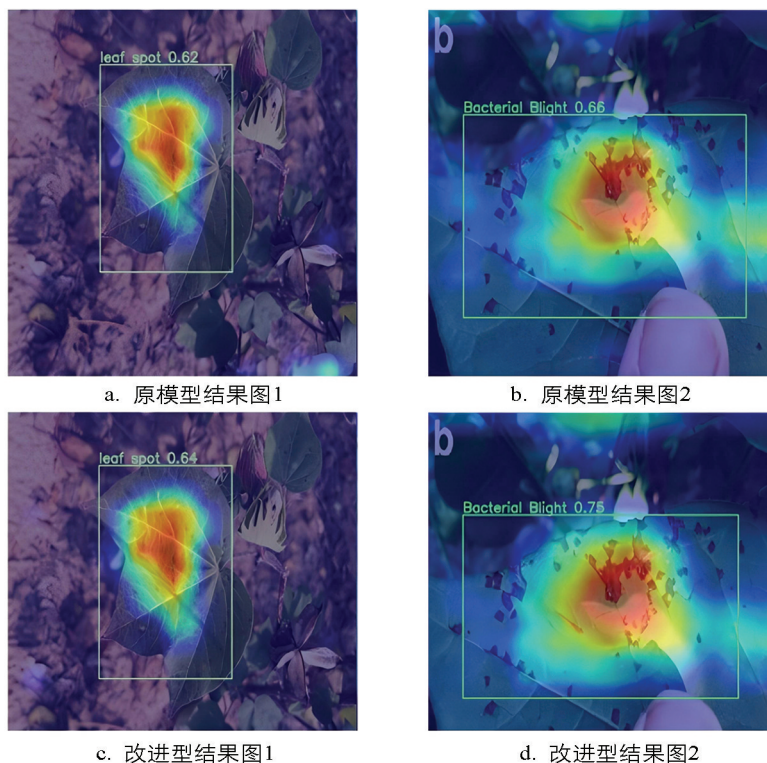 leaf spot 0.62
b
Bacterial Blight 0.66
a. 原模型结果图1
b. 原模型结果图2
leaf spot 0.64
b
Bacterial Blight 0.75
c. 改进型结果图1
d. 改进型结果图2